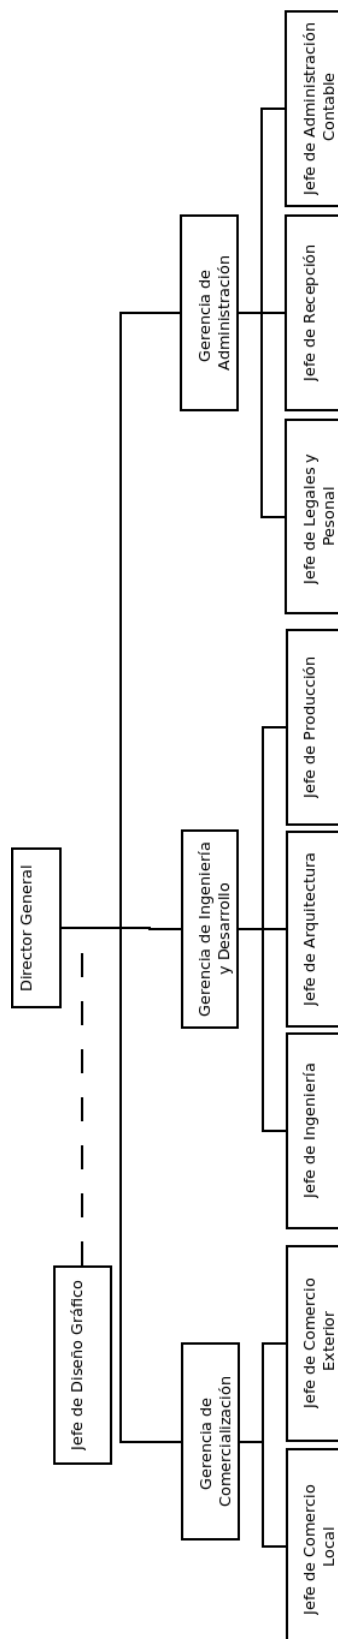 Director General
Jefe de Diseño Gráfico
Gerencia de
Comercialización
Gerencia de Ingeniería
y Desarrollo
Gerencia de
Administración
Jefe de Comercio
Local
Jefe de Comercio
Exterior
Jefe de Ingeniería
Jefe de Arquitectura
Jefe de Producción
Jefe de Legales y
Pesonal
Jefe de Recepción
Jefe de Administración
Contable